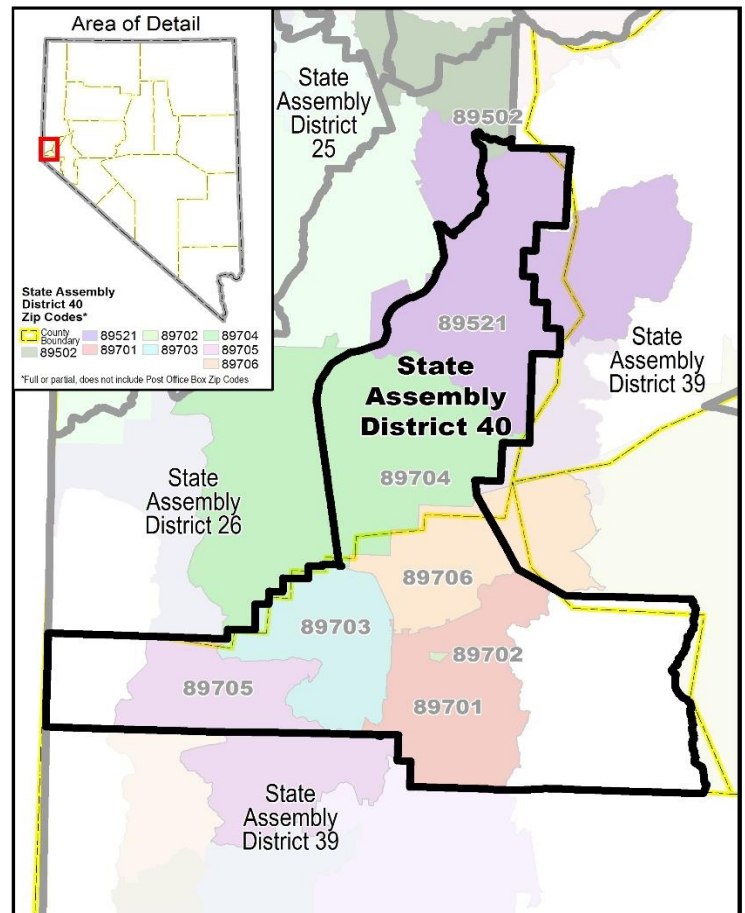 Area of Detail
State Assembly
District 40
Zip Codes*
County
Boundary
89502
89521
89701
89702
89703
89704
89705
89706
*Full or partial, does not include Post Office Box Zip Codes
State
Assembly
District
25
89502
89521
State
Assembly
District 39
State
Assembly
District 40
89704
State
Assembly
District 26
89706
89703
89702
89705
89701
State
Assembly
District 39